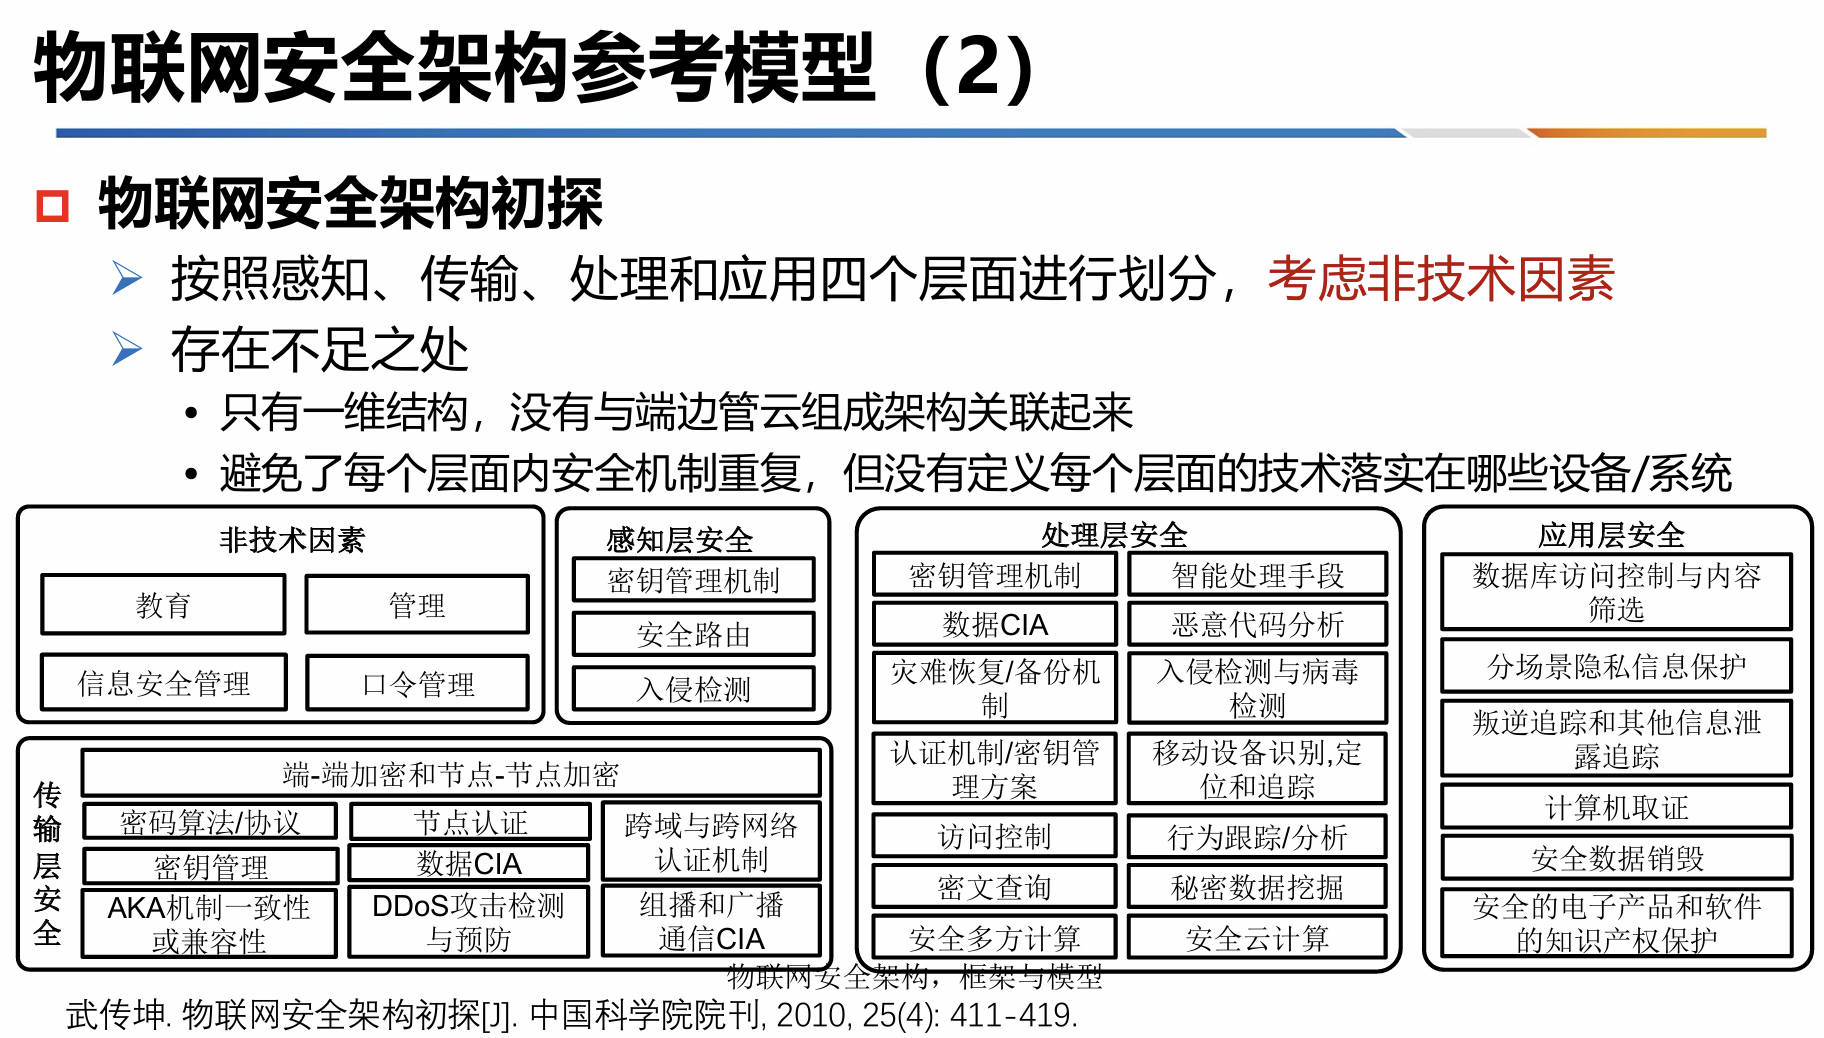 物联网安全架构参考模型（2）
物联网安全架构初探
按照感知、传输、处理和应用四个层面进行划分，考虑非技术因素
存在不足之处
• 只有一维结构，没有与端边管云组成架构关联起来
• 避免了每个层面内安全机制重复，但没有定义每个层面的技术落实在哪些设备/系统
非技术因素
教育
管理
信息安全管理
口令管理
感知层安全
密钥管理机制
安全路由
入侵检测
传输层安全
端-端加密和节点-节点加密
密码算法/协议
节点认证
跨域与跨网络
认证机制
密钥管理
数据CIA
AKA机制一致性
或兼容性
DDoS攻击检测
与预防
组播和广播
通信CIA
处理层安全
密钥管理机制
智能处理手段
数据CIA
恶意代码分析
灾难恢复/备份机
制
入侵检测与病毒
检测
认证机制/密钥管
理方案
移动设备识别,定
位和追踪
访问控制
行为跟踪/分析
密文查询
秘密数据挖掘
安全多方计算
安全云计算
应用层安全
数据库访问控制与内容
筛选
分场景隐私信息保护
叛逆追踪和其他信息泄
露追踪
计算机取证
安全数据销毁
安全的电子产品和软件
的知识产权保护
物联网安全架构，框架与模型
武传坤. 物联网安全架构初探[J]. 中国科学院院刊, 2010, 25(4): 411-419.